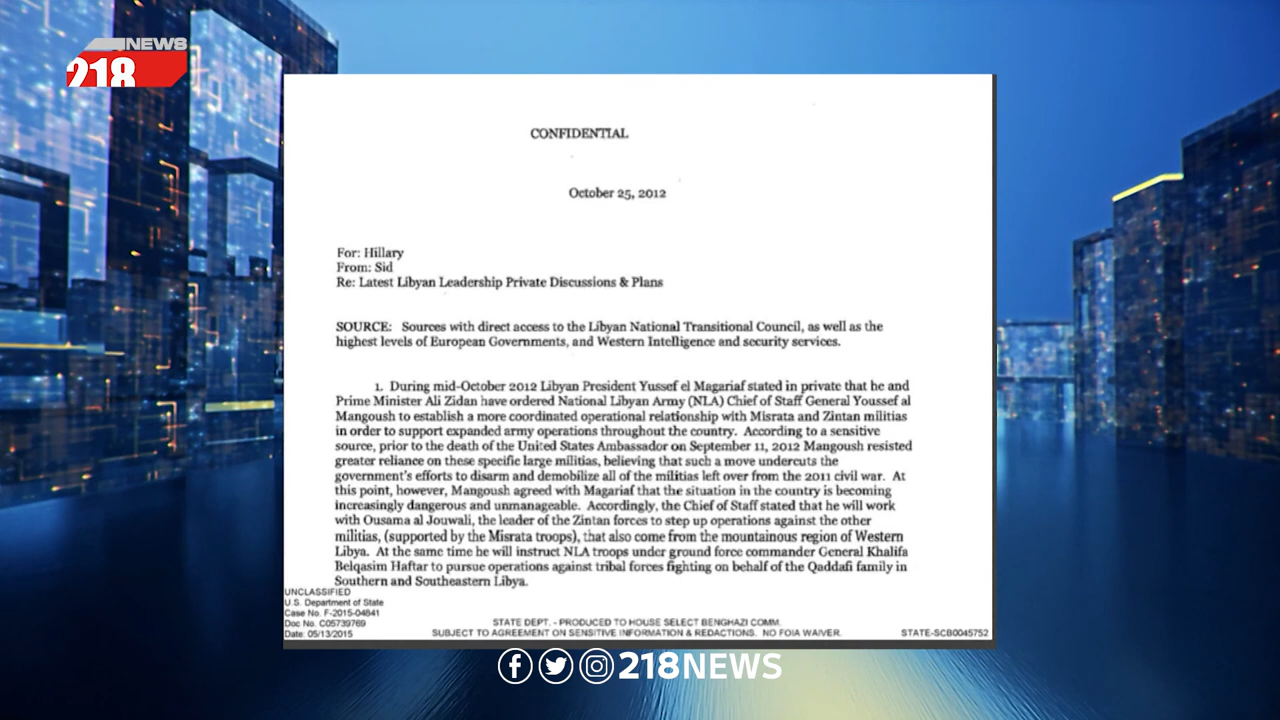 NEWS
218
CONFIDENTIAL
October 25, 2012
For: Hillary
From: Sid
Re: Latest Libyan Leadership Private Discussions & Plans
SOURCE: Sources with direct access to the Libyan National Transitional Council, as well as the
highest levels of European Governments, and Western Intelligence and security services.
1. During mid-October 2012 Libyan President Yussef el Magariaf stated in private that he and
Prime Minister Ali Zidan have ordered National Libyan Army (NLA) Chief of Staff General Youssef al
Mangoush to establish a more coordinated operational relationship with Misrata and Zintan militias
in order to support expanded army operations throughout the country. According to a sensitive
source, prior to the death of the United States Ambassador on September 11, 2012 Mangoush resisted
greater reliance on these specific large militias, believing that such a move undercuts the
government's efforts to disarm and demobilize all of the militias left over from the 2011 civil war. At
this point, however, Mangoush agreed with Magariaf that the situation in the country is becoming
increasingly dangerous and unmanageable. Accordingly, the Chief of Staff stated that he will work
with Ousama al Jouwali, the leader of the Zintan forces to step up operations against the other
militias, (supported by the Misrata troops), that also come from the mountainous region of Western
Libya. At the same time he will instruct NLA troops under ground force commander General Khalifa
Belqasim Haftar to pursue operations against tribal forces fighting on behalf of the Qaddafi family in
Southern and Southeastern Libya.
UNCLASSIFIED
U.S. Department of State
Case No. F-2015-04841
Doc No. C05739769
Date: 05/13/2015
STATE DEPT. - PRODUCED TO HOUSE SELECT BENGHAZI COMM.
SUBJECT TO AGREEMENT ON SENSITIVE INFORMATION & REDACTIONS. NO FOIA WAIVER.
STATE-SCB0045752
218NEWS